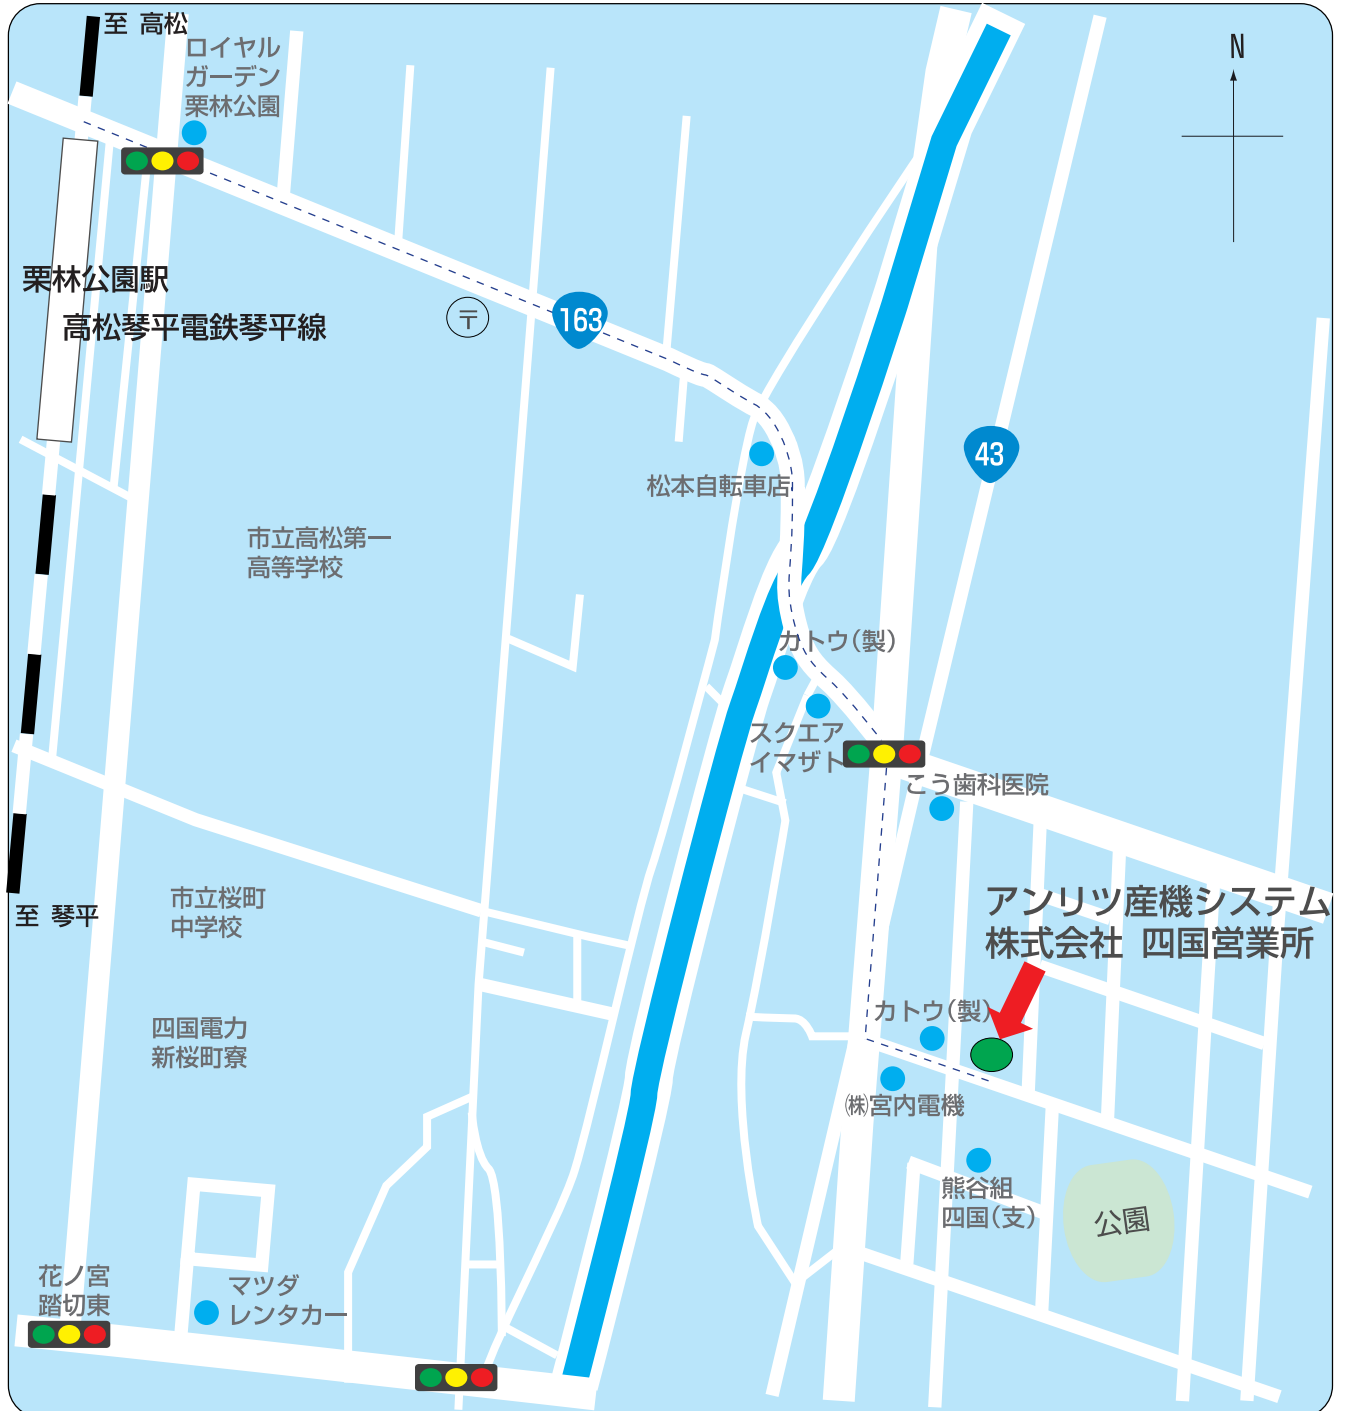 至 高松
ロイヤル
ガーデン
栗林公園
N
栗林公園駅
高松琴平電鉄琴平線
〒
163
43
松本自転車店
市立高松第一
高等学校
カトウ(製)
スクエア
イマザト
こう歯科医院
市立桜町
中学校
至 琴平
アンリツ産機システム
株式会社 四国営業所
四国電力
新桜町寮
カトウ(製)
㈱宮内電機
熊谷組
四国(支)
公園
花ノ宮
踏切東
マツダ
レンタカー